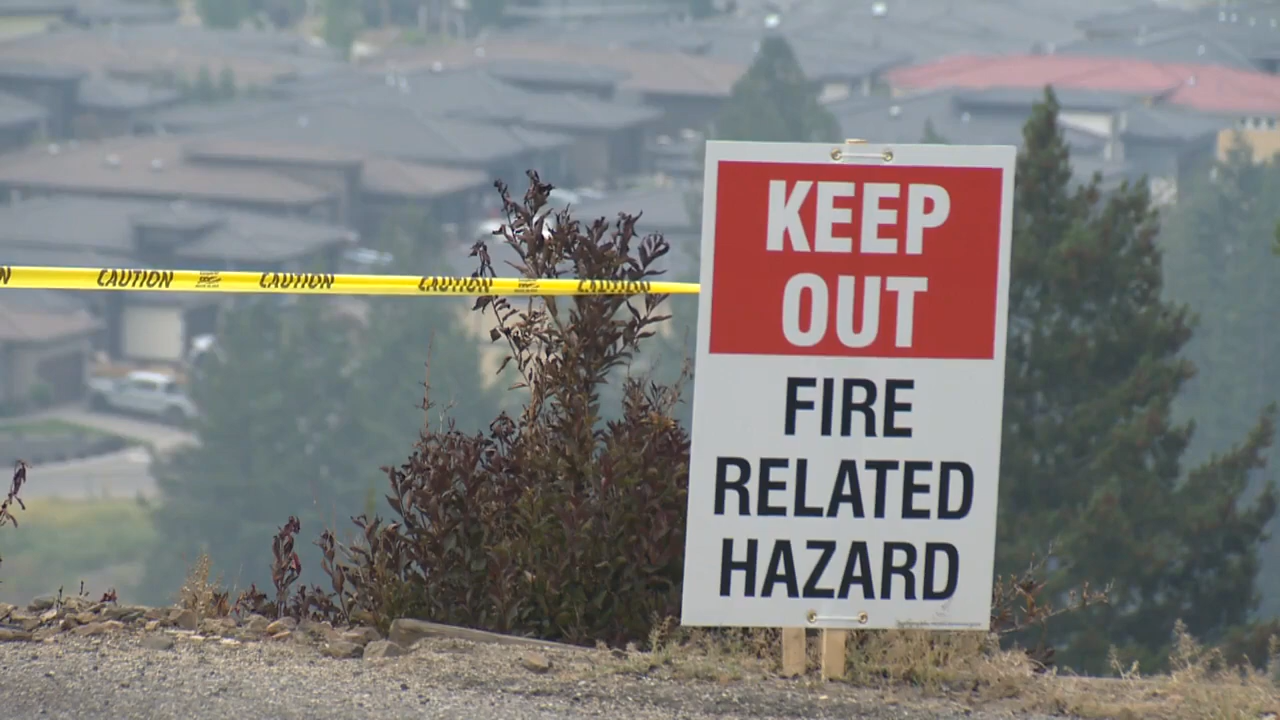 CAUTION CAUTION CAUTION CAUTION
KEEP
OUT
FIRE
RELATED
HAZARD